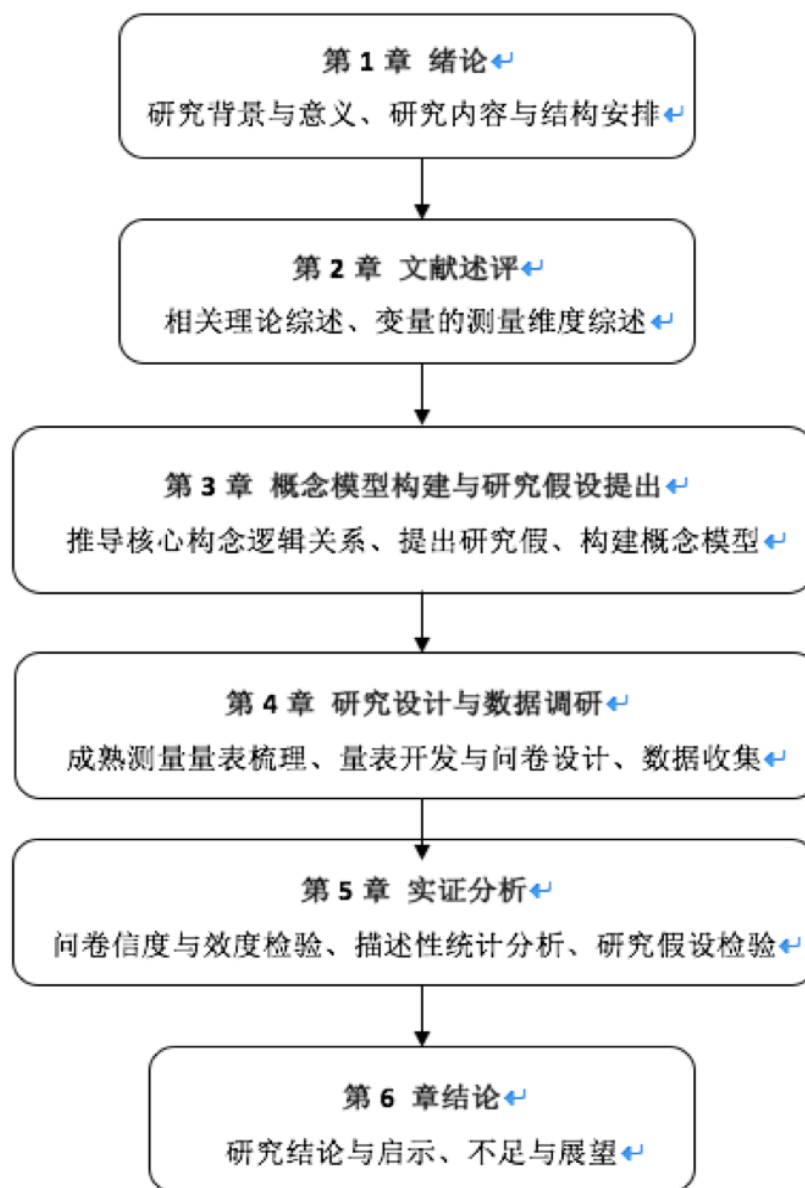 第 1 章 绪论
研究背景与意义、研究内容与结构安排
第 2 章 文献述评
相关理论综述、变量的测量维度综述
第 3 章 概念模型构建与研究假设提出
推导核心构念逻辑关系、提出研究假、构建概念模型
第 4 章 研究设计与数据调研
成熟测量量表梳理、量表开发与问卷设计、数据收集
第 5 章 实证分析
问卷信度与效度检验、描述性统计分析、研究假设检验
第 6 章结论
研究结论与启示、不足与展望